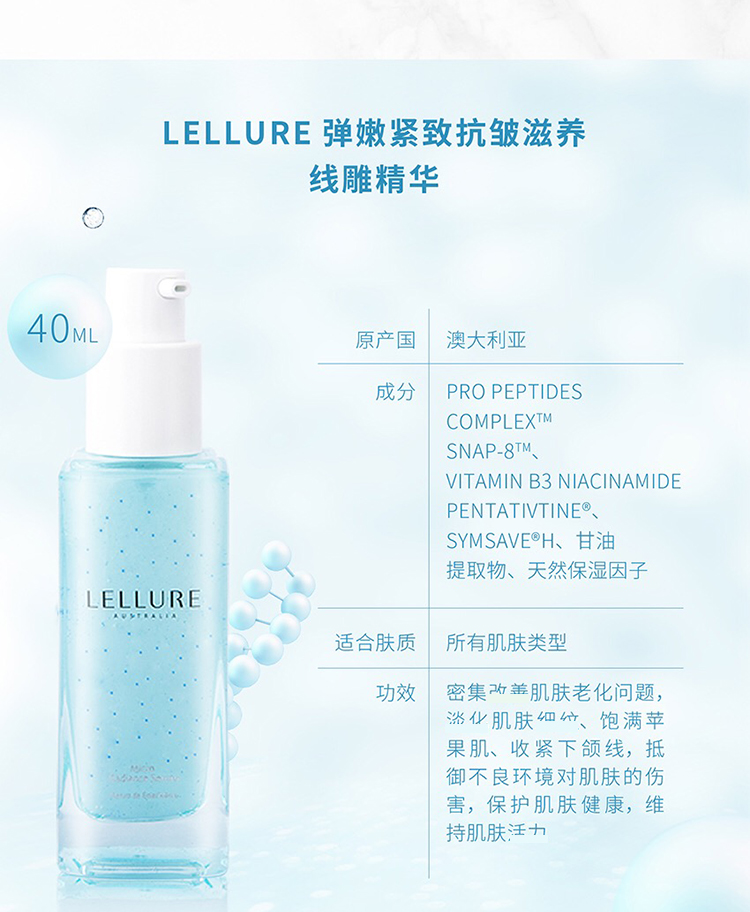 LELLURE 弹嫩紧致抗皱滋养
线雕精华
40ML
原产国 澳大利亚
成分 PRO PEPTIDES
COMPLEX™
SNAP-8™、
VITAMIN B3 NIACINAMIDE
PENTATIVTINE®、
SYMSAVE®H、甘油
提取物、天然保湿因子
适合肤质 所有肌肤类型
功效 密集改善肌肤老化问题，
淡化肌肤细纹、饱满苹
果肌、收紧下颌线，抵
御不良环境对肌肤的伤
害，保护肌肤健康，维
持肌肤活力
LELLURE
AUSTRALIA